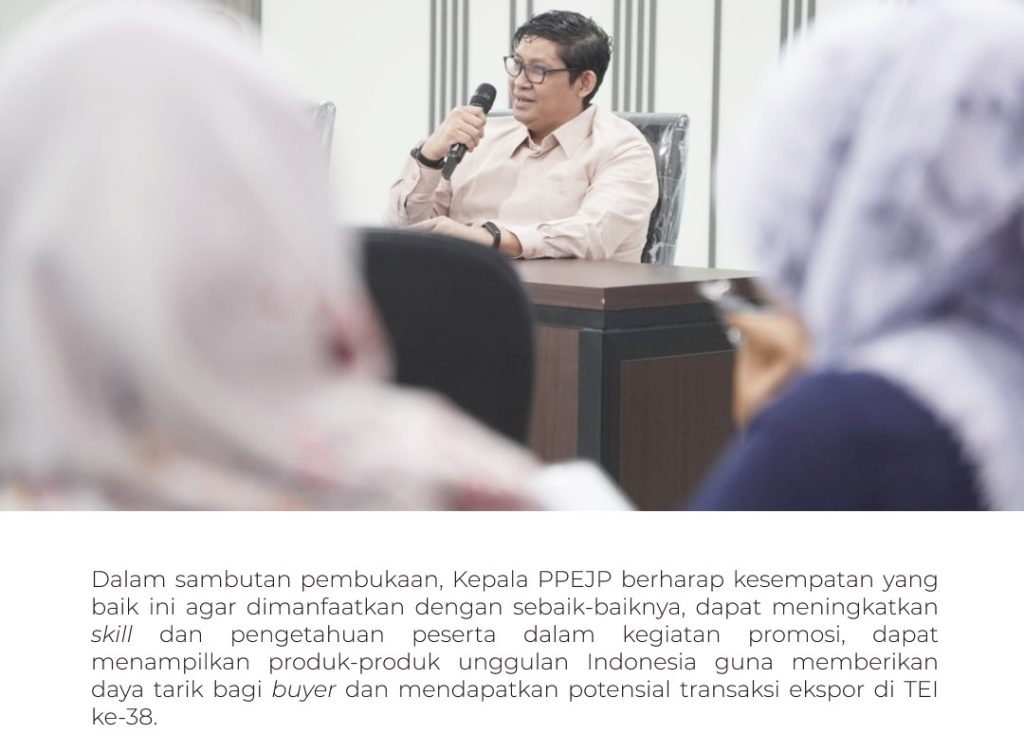 Dalam sambutan pembukaan, Kepala PPEJP berharap kesempatan yang
baik ini agar dimanfaatkan dengan sebaik-baiknya, dapat meningkatkan
skill dan pengetahuan peserta dalam kegiatan promosi, dapat
menampilkan produk-produk unggulan Indonesia guna memberikan
daya tarik bagi buyer dan mendapatkan potensial transaksi ekspor di TEI
ke-38.